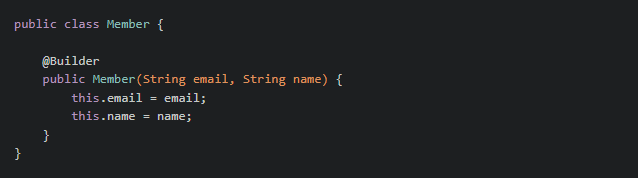 public class Member {
@Builder
public Member(String email, String name) {
this.email = email;
this.name = name;
}
}